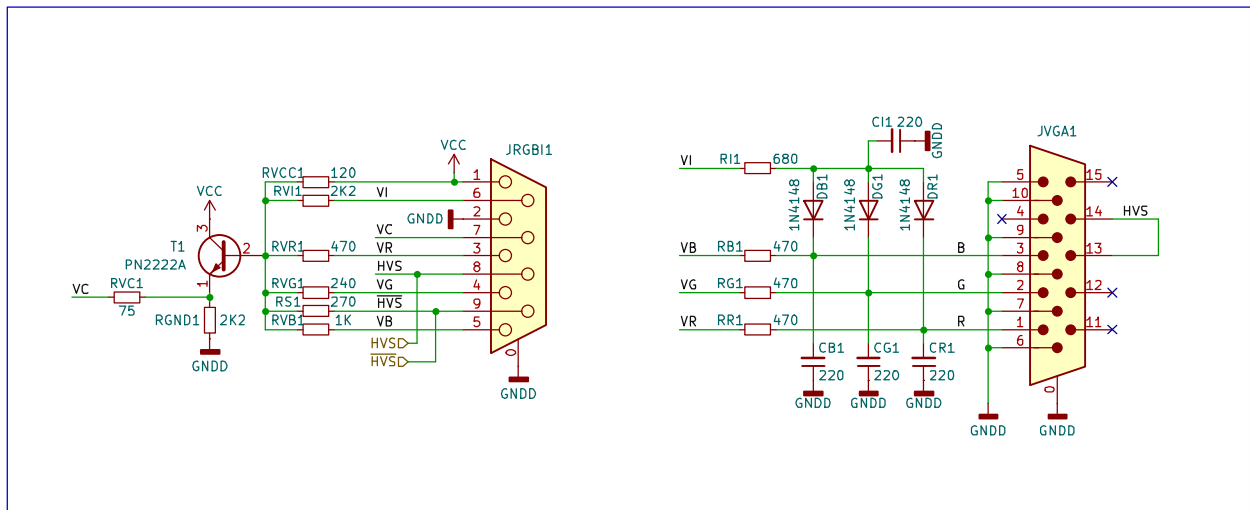 VCC
JRGBI1
RVCC1 120
1
RVI1 2K2
VI
6
VCC
GNDD
2
3
VC
7
T1
2
RVR1 470
VR
3
PN2222A
HVS
8
1
RVG1 240
VG
4
VC
RVC1
75
RS1 270
HVS
9
RGND1
2K2
RVB1 1K
VB
5
HVS
HVS
GNDD
0
GNDD
CI1 220
GNDD
JVGA1
VI
RI1 680
5
15
1N4148
DB1
1N4148
DG1
1N4148
DR1
10
4
14
HVS
9
VB
RB1 470
B
3
13
8
VG
RG1 470
G
2
12
7
VR
RR1 470
R
1
11
6
CB1
220
CG1
220
CR1
220
GNDD
GNDD
GNDD
0
GNDD
GNDD